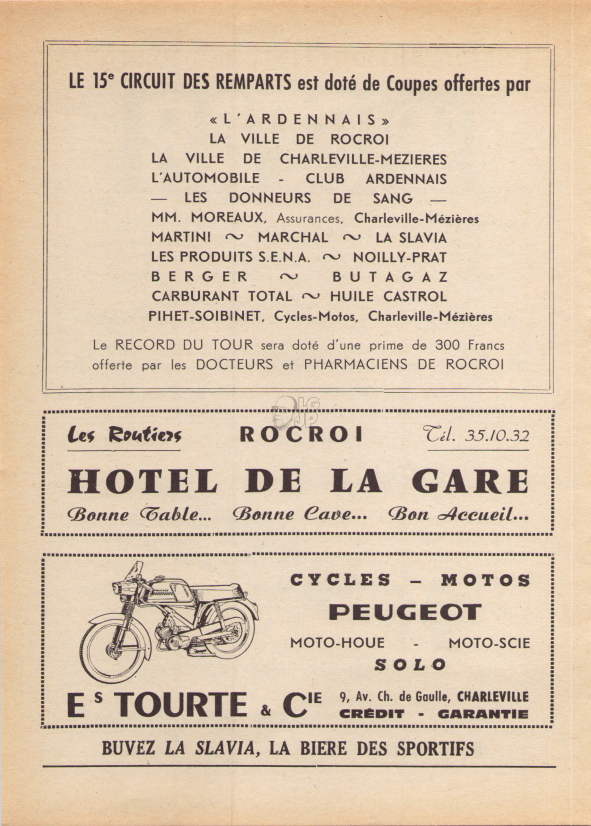 LE 15e CIRCUIT DES REMPARTS est doté de Coupes offertes par
« L'ARDENNAIS »
LA VILLE DE ROCROI
LA VILLE DE CHARLEVILLE-MEZIERES
L'AUTOMOBILE - CLUB ARDENNAIS
— LES DONNEURS DE SANG —
MM. MOREAUX, Assurances, Charleville-Mézières
MARTINI ~ MARCHAL ~ LA SLAVIA
LES PRODUITS S.E.N.A. ~ NOILLY-PRAT
BERGER ~ BUTAGAZ
CARBURANT TOTAL ~ HUILE CASTROL
PIHET-SOIBINET, Cycles-Motos, Charleville-Mézières
Le RECORD DU TOUR sera doté d'une prime de 300 Francs
offerte par les DOCTEURS et PHARMACIENS DE ROCROI
Les Routiers ROCROI Tél. 35.10.32
HOTEL DE LA GARE
Bonne Table... Bonne Cave... Bon Accueil...
CYCLES – MOTOS
PEUGEOT
MOTO-HOUE - MOTO-SCIE
SOLO
Es TOURTE & CIE
9, Av. Ch. de Gaulle, CHARLEVILLE
CRÉDIT - GARANTIE
BUVEZ LA SLAVIA, LA BIERE DES SPORTIFS